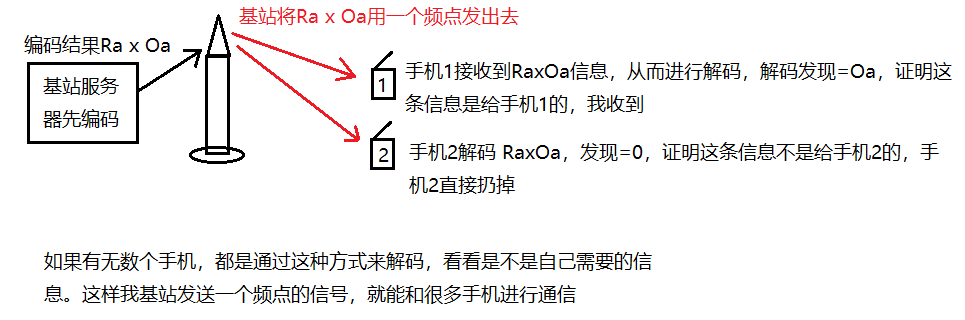 基站将Ra x Oa用一个频点发出去
编码结果Ra x Oa
基站服务
器先编码
1
手机1接收到RaxOa信息，从而进行解码，解码发现=Oa，证明这
条信息是给手机1的，我收到
2
手机2解码 RaxOa，发现=0，证明这条信息不是给手机2的，手
机2直接扔掉
如果有无数个手机，都是通过这种方式来解码，看看是不是自己需要的信
息。这样我基站发送一个频点的信号，就能和很多手机进行通信